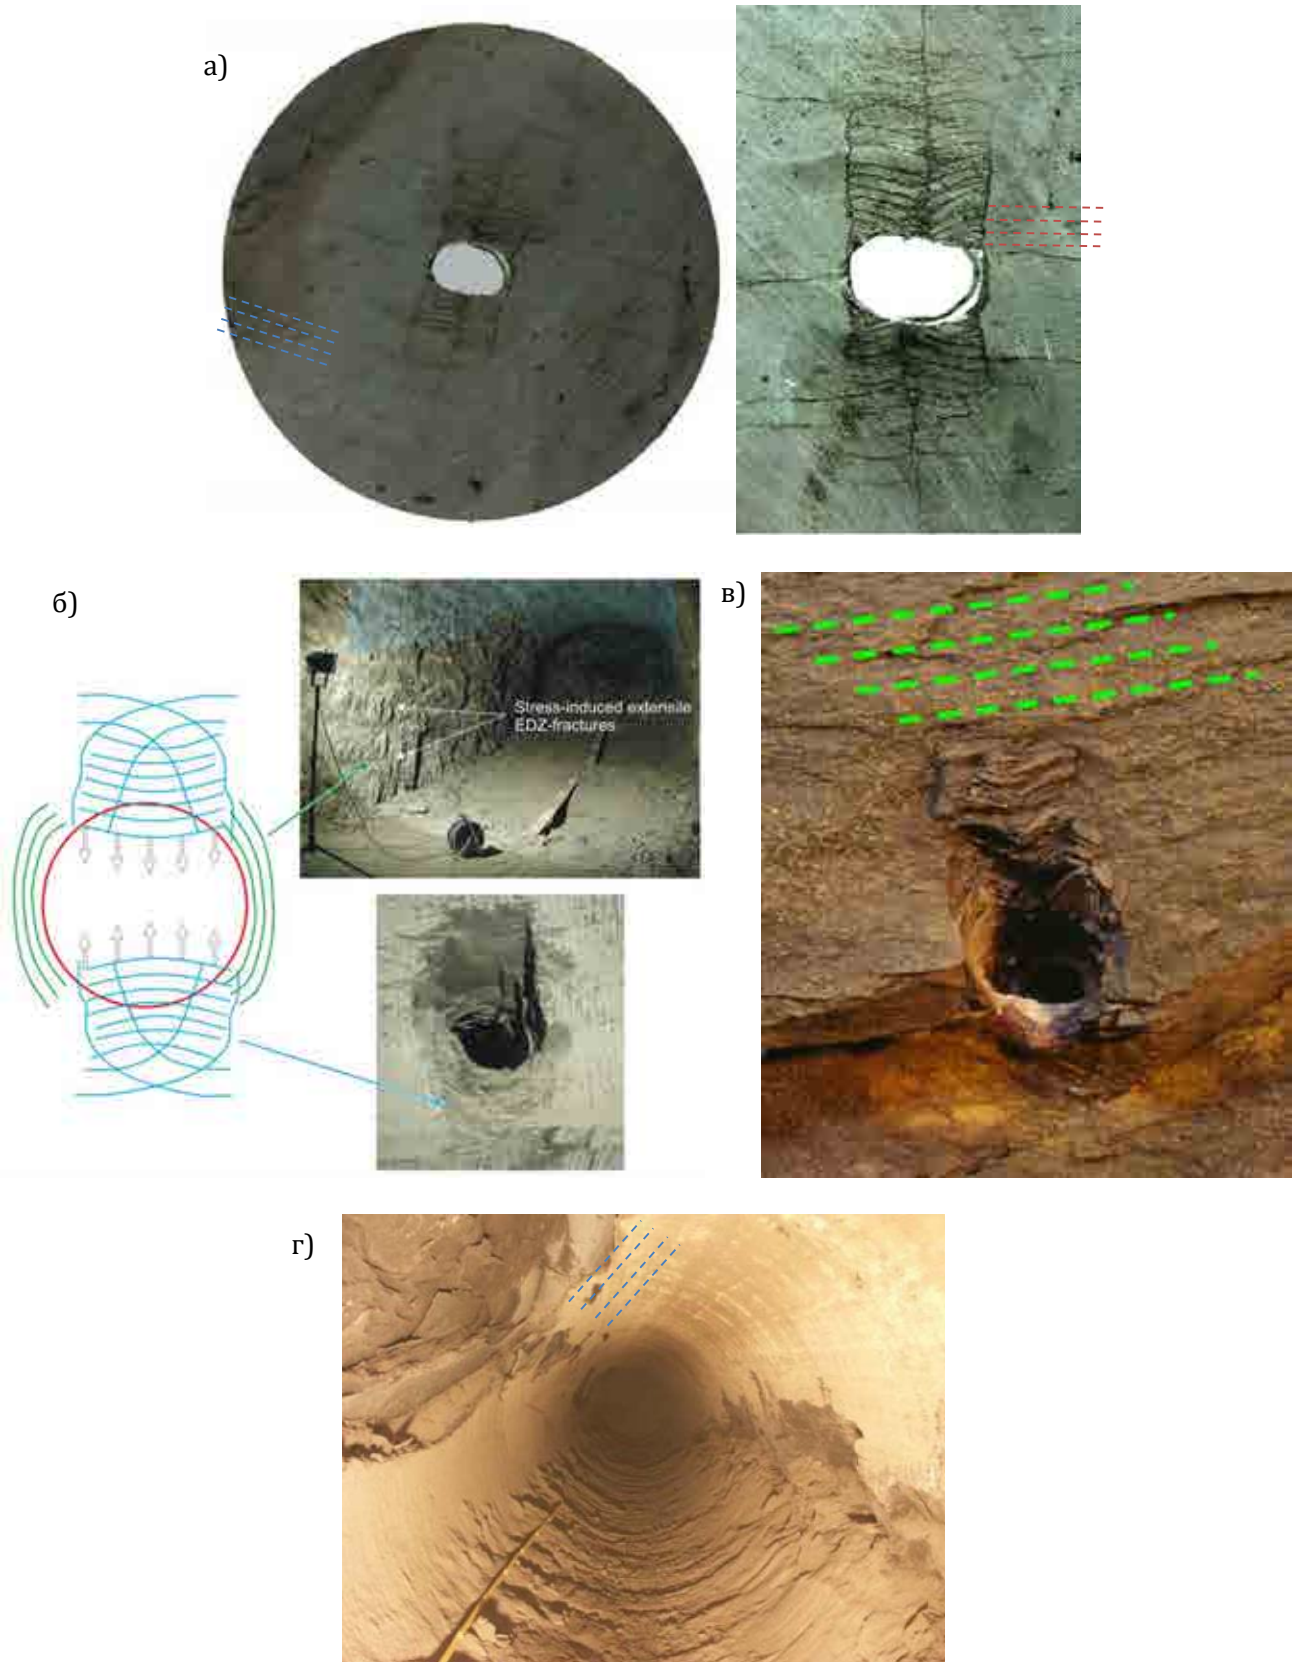 а)
б)
Stress-induced extensile
EDZ-fractures
в)
г)